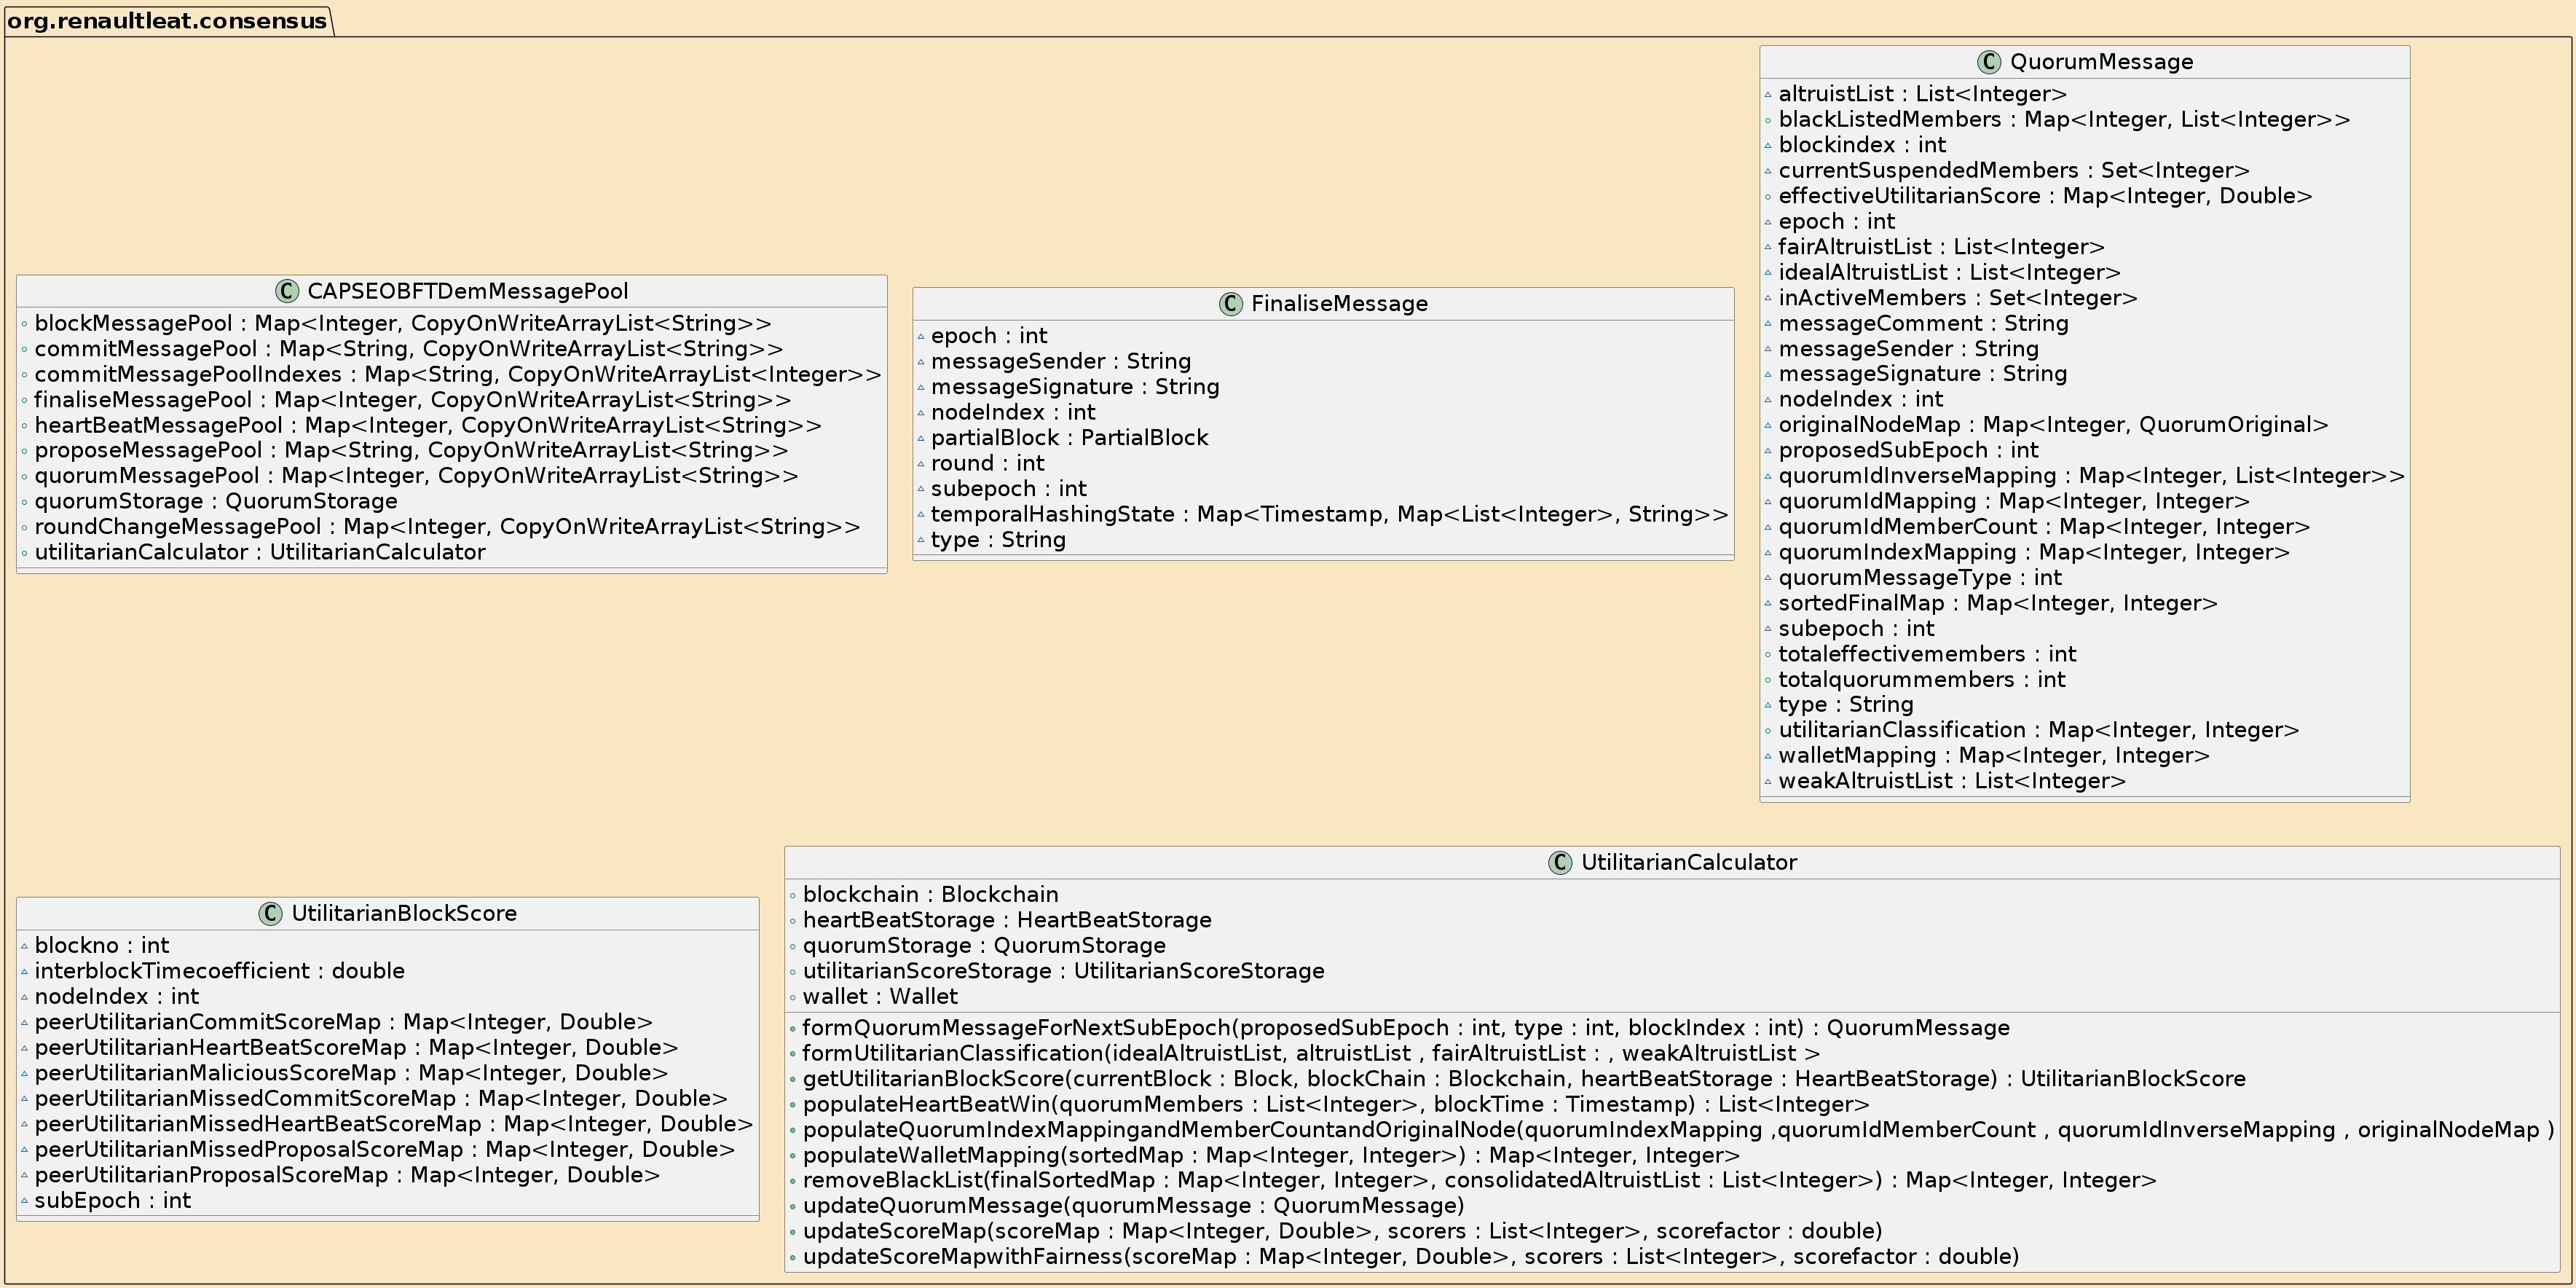 org.renaultleat.consensus
C CAPSEOBFTDemMessagePool
blockMessagePool : Map<Integer, CopyOnWriteArrayList<String>>
commitMessagePool : Map<String, CopyOnWriteArrayList<String>>
commitMessagePoolIndexes : Map<String, CopyOnWriteArrayList<Integer>>
finaliseMessagePool : Map<Integer, CopyOnWriteArrayList<String>>
heartBeatMessagePool : Map<Integer, CopyOnWriteArrayList<String>>
proposeMessagePool : Map<String, CopyOnWriteArrayList<String>>
quorumMessagePool : Map<Integer, CopyOnWriteArrayList<String>>
quorumStorage : QuorumStorage
roundChangeMessagePool : Map<Integer, CopyOnWriteArrayList<String>>
utilitarianCalculator : UtilitarianCalculator
C FinaliseMessage
epoch : int
messageSender : String
messageSignature : String
nodeIndex : int
partialBlock : PartialBlock
round : int
subepoch : int
temporalHashingState : Map<Timestamp, Map<List<Integer>, String>>
type : String
C QuorumMessage
altruistList : List<Integer>
blackListedMembers : Map<Integer, List<Integer>>
blockindex : int
currentSuspendedMembers : Set<Integer>
effectiveUtilitarianScore : Map<Integer, Double>
epoch : int
fairAltruistList : List<Integer>
idealAltruistList : List<Integer>
inActiveMembers : Set<Integer>
messageComment : String
messageSender : String
messageSignature : String
nodeIndex : int
originalNodeMap : Map<Integer, QuorumOriginal>
proposedSubEpoch : int
quorumIdInverseMapping : Map<Integer, List<Integer>>
quorumIdMapping : Map<Integer, Integer>
quorumIdMemberCount : Map<Integer, Integer>
quorumIndexMapping : Map<Integer, Integer>
quorumMessageType : int
sortedFinalMap : Map<Integer, Integer>
subepoch : int
totaleffectivemembers : int
totalquorummembers : int
type : String
utilitarianClassification : Map<Integer, Integer>
walletMapping : Map<Integer, Integer>
weakAltruistList : List<Integer>
C UtilitarianBlockScore
blockno : int
interblockTimecoefficient : double
nodeIndex : int
peerUtilitarianCommitScoreMap : Map<Integer, Double>
peerUtilitarianHeartBeatScoreMap : Map<Integer, Double>
peerUtilitarianMaliciousScoreMap : Map<Integer, Double>
peerUtilitarianMissedCommitScoreMap : Map<Integer, Double>
peerUtilitarianMissedHeartBeatScoreMap : Map<Integer, Double>
peerUtilitarianMissedProposalScoreMap : Map<Integer, Double>
peerUtilitarianProposalScoreMap : Map<Integer, Double>
subEpoch : int
C UtilitarianCalculator
blockchain : Blockchain
heartBeatStorage : HeartBeatStorage
quorumStorage : QuorumStorage
utilitarianScoreStorage : UtilitarianScoreStorage
wallet : Wallet
formQuorumMessageForNextSubEpoch(proposedSubEpoch : int, type : int, blockIndex : int) : QuorumMessage
formUtilitarianClassification(idealAltruistList, altruistList , fairAltruistList : , weakAltruistList >
getUtilitarianBlockScore(currentBlock : Block, blockChain : Blockchain, heartBeatStorage : HeartBeatStorage) : UtilitarianBlockScore
populateHeartBeatWin(quorumMembers : List<Integer>, blockTime : Timestamp) : List<Integer>
populateQuorumIndexMappingandMemberCountandOriginalNode(quorumIndexMapping ,quorumIdMemberCount , quorumIdInverseMapping , originalNodeMap )
populateWalletMapping(sortedMap : Map<Integer, Integer>) : Map<Integer, Integer>
removeBlackList(finalSortedMap : Map<Integer, Integer>, consolidatedAltruistList : List<Integer>) : Map<Integer, Integer>
updateQuorumMessage(quorumMessage : QuorumMessage)
updateScoreMap(scoreMap : Map<Integer, Double>, scorers : List<Integer>, scorefactor : double)
updateScoreMapwithFairness(scoreMap : Map<Integer, Double>, scorers : List<Integer>, scorefactor : double)